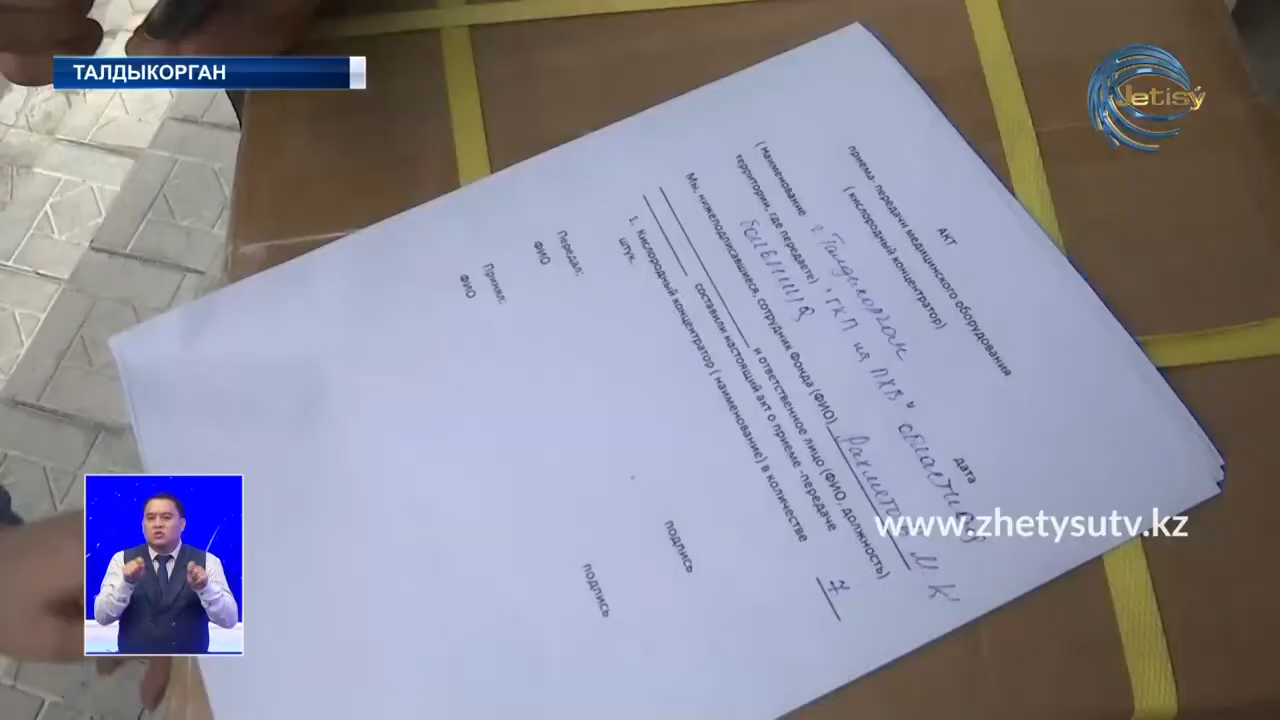 ТАЛДЫКОРГАН
Jetisý
АКТ
приема- передачи медицинского оборудования
( кислородный концентратор)
дата
( наименование г. Талдыкорган
территории, где передаете) "ГКП на ПХВ" областная
больница
Мы, нижеподписавшиеся, сотрудник Фонда (ФИО) М К
и ответственное лицо (ФИО, должность)
составили настоящий акт о приеме -передаче
1. Кислородный концентратор ( наименование) в количестве 7
штук.
Передал:
ФИО подпись
Принял:
ФИО подпись
www.zhetysutv.kz